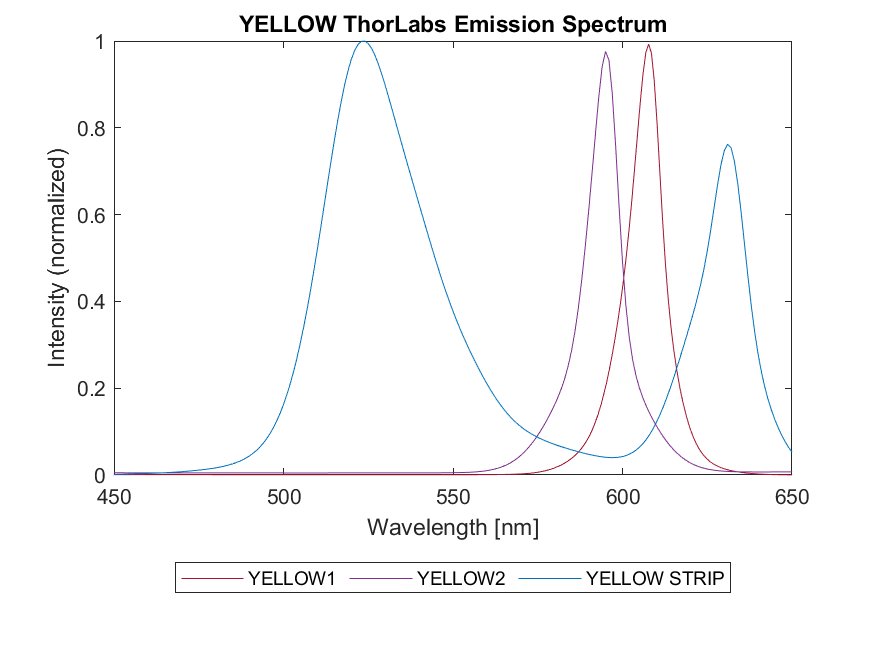 YELLOW ThorLabs Emission Spectrum
1
0.8
0.6
0.4
0.2
0
Intensity (normalized)
450 500 550 600 650
Wavelength [nm]
YELLOW1 YELLOW2 YELLOW STRIP